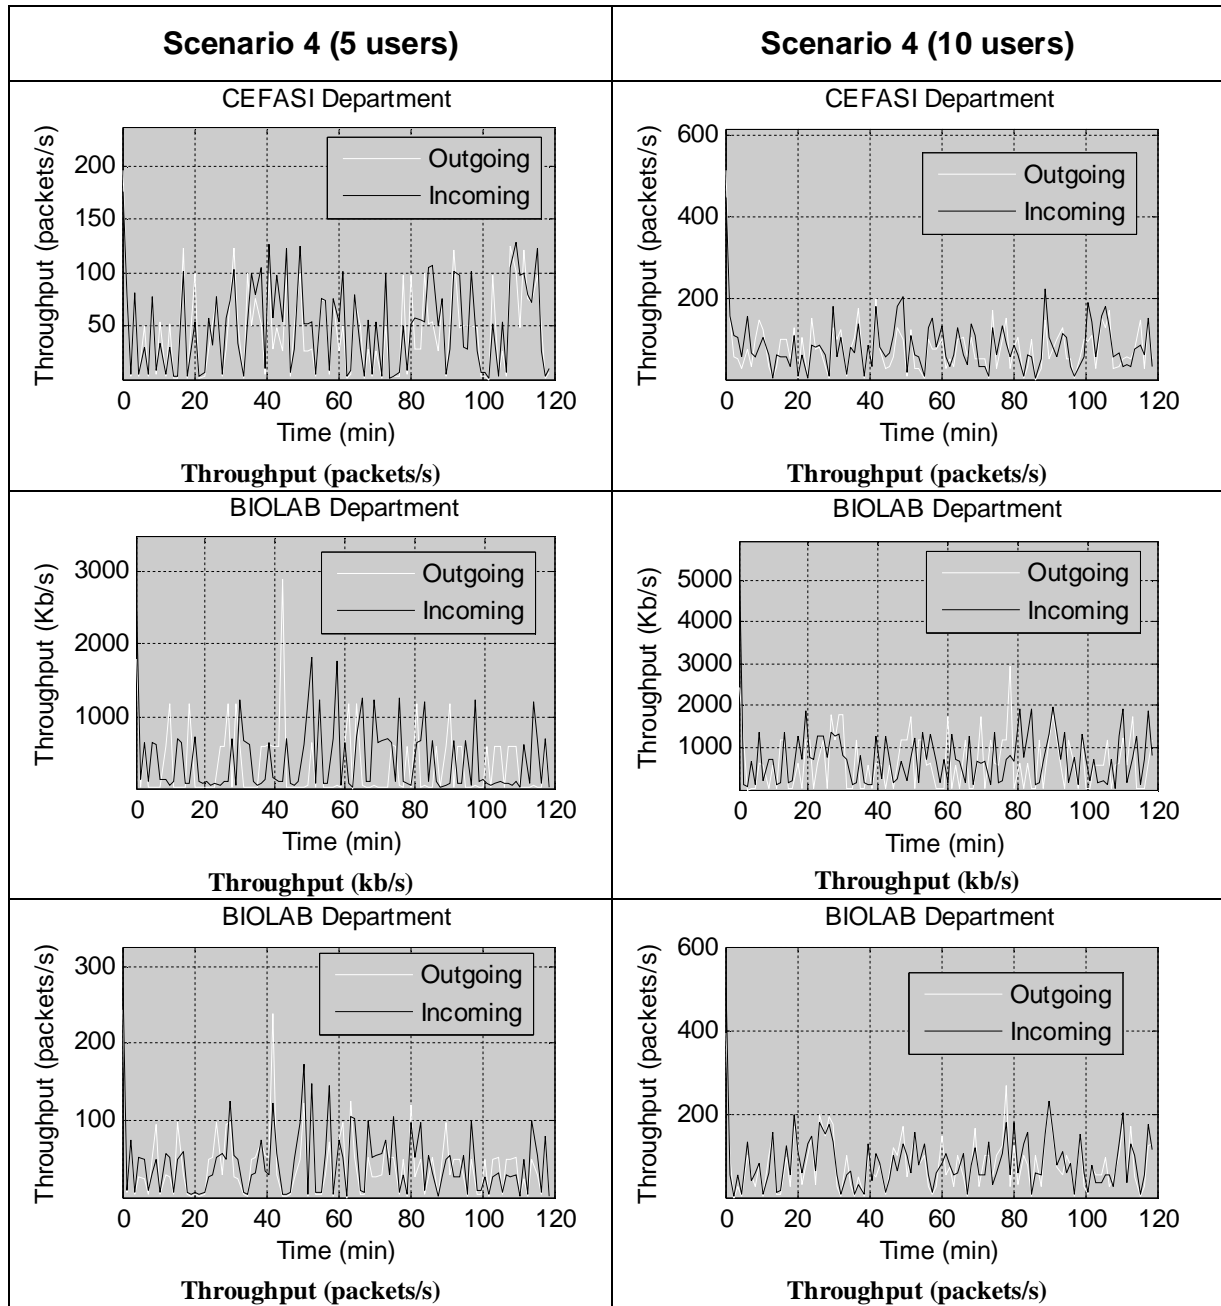 Scenario 4 (5 users)
Scenario 4 (10 users)
CEFASI Department
Throughput (packets/s)
200
150
100
50
Outgoing
Incoming
0 20 40 60 80 100 120
Time (min)
Throughput (packets/s)
CEFASI Department
Throughput (packets/s)
600
400
200
Outgoing
Incoming
0 20 40 60 80 100 120
Time (min)
Throughput (packets/s)
BIOLAB Department
Throughput (Kb/s)
3000
2000
1000
Outgoing
Incoming
0 20 40 60 80 100 120
Time (min)
Throughput (kb/s)
BIOLAB Department
Throughput (Kb/s)
5000
4000
3000
2000
1000
Outgoing
Incoming
0 20 40 60 80 100 120
Time (min)
Throughput (kb/s)
BIOLAB Department
Throughput (packets/s)
300
200
100
Outgoing
Incoming
0 20 40 60 80 100 120
Time (min)
Throughput (packets/s)
BIOLAB Department
Throughput (packets/s)
600
400
200
Outgoing
Incoming
0 20 40 60 80 100 120
Time (min)
Throughput (packets/s)